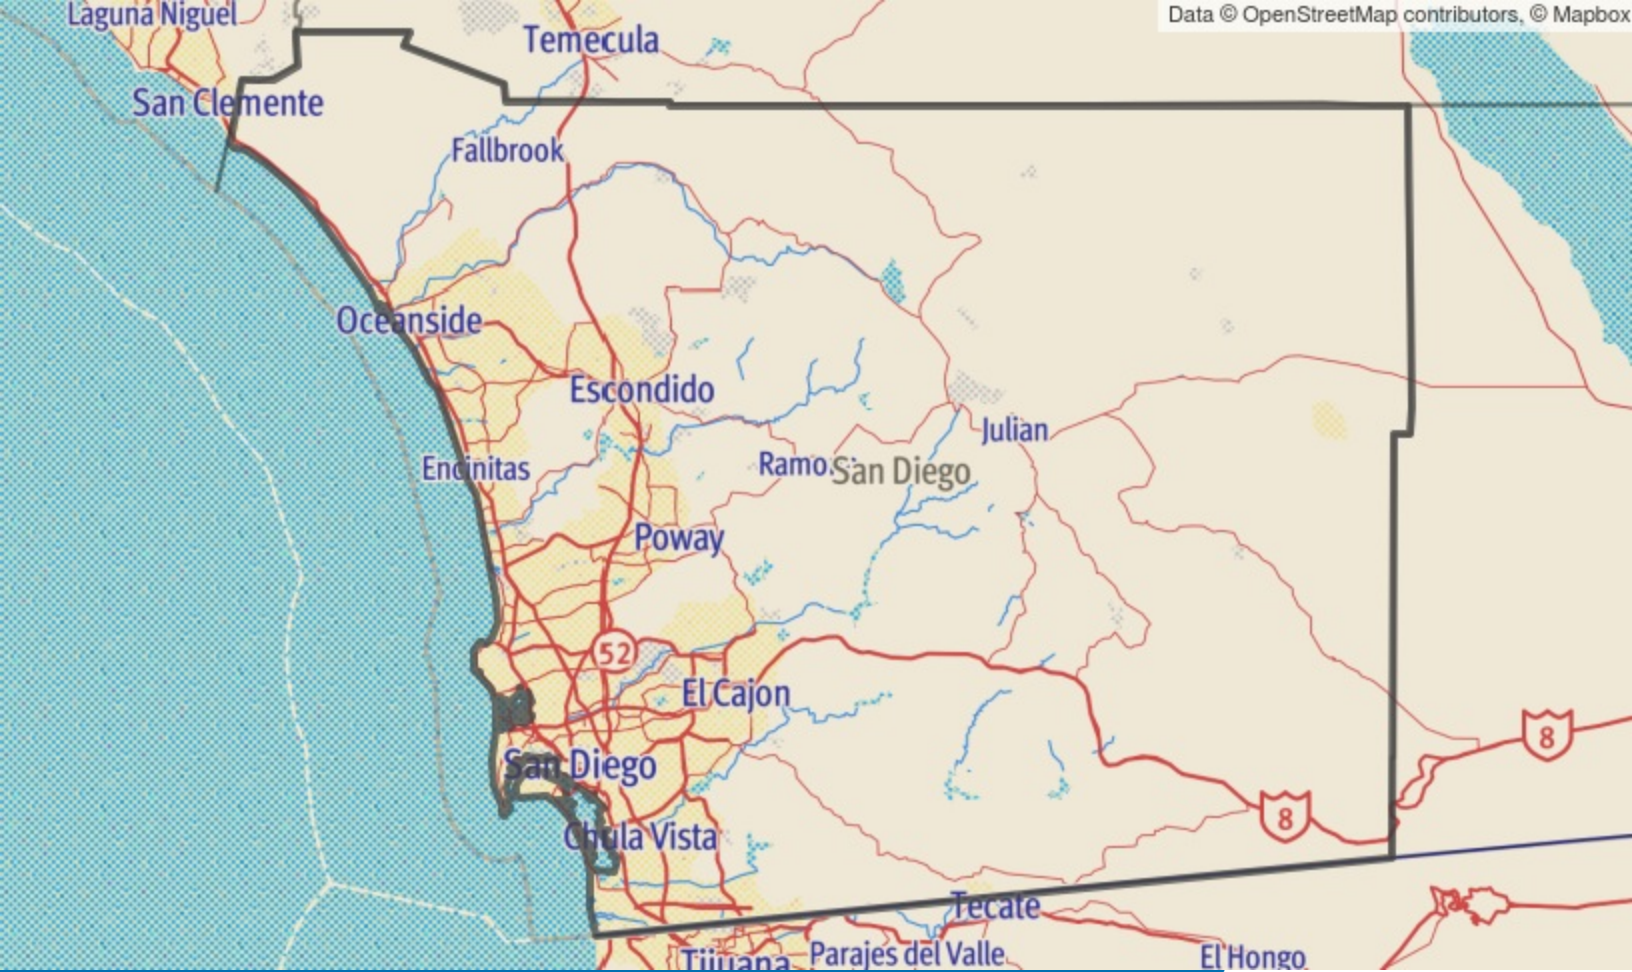 Laguna Niguel
Data © OpenStreetMap contributors, © Mapbox
Temecula
San Clemente
Fallbrook
Oceanside
Escondido
Julian
Encinitas
Ramo.
San Diego
Poway
52
El Cajon
8
San Diego
8
Chula Vista
Tecate
Tijuana
Parajes del Valle
El Hongo